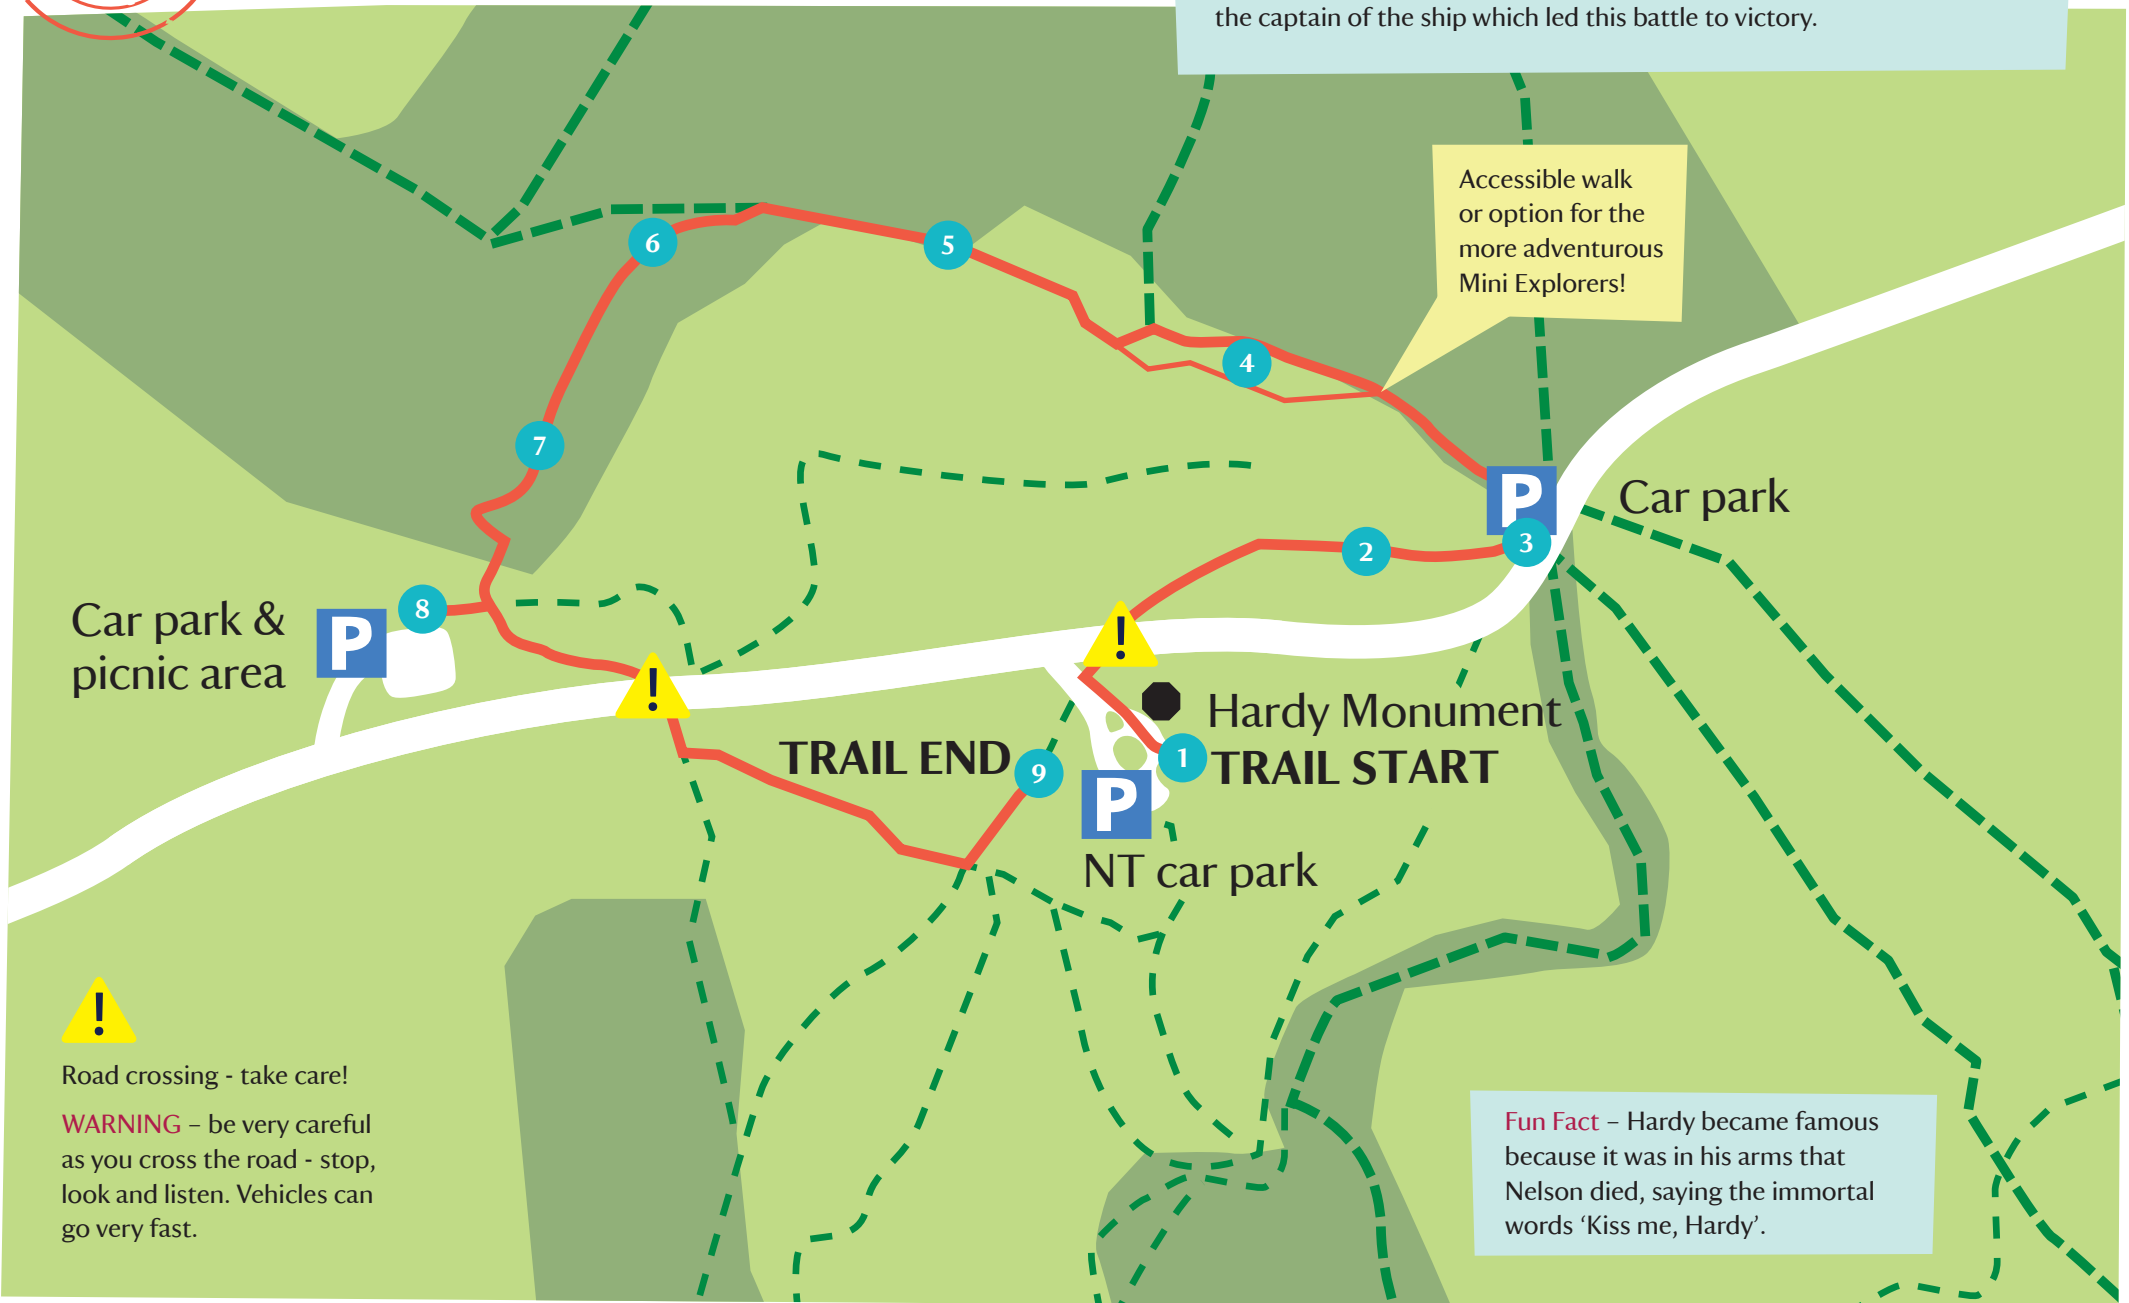 the captain of the ship which led this battle to victory.
Accessible walk
or option for the
more adventurous
Mini Explorers!
6
5
4
7
P
Car park
3
2
8
Car park &
picnic area
P
!
!
Hardy Monument
TRAIL END
9
1
TRAIL START
P
NT car park
!
Road crossing - take care!
WARNING – be very careful
as you cross the road - stop,
look and listen. Vehicles can
go very fast.
Fun Fact – Hardy became famous
because it was in his arms that
Nelson died, saying the immortal
words ‘Kiss me, Hardy’.